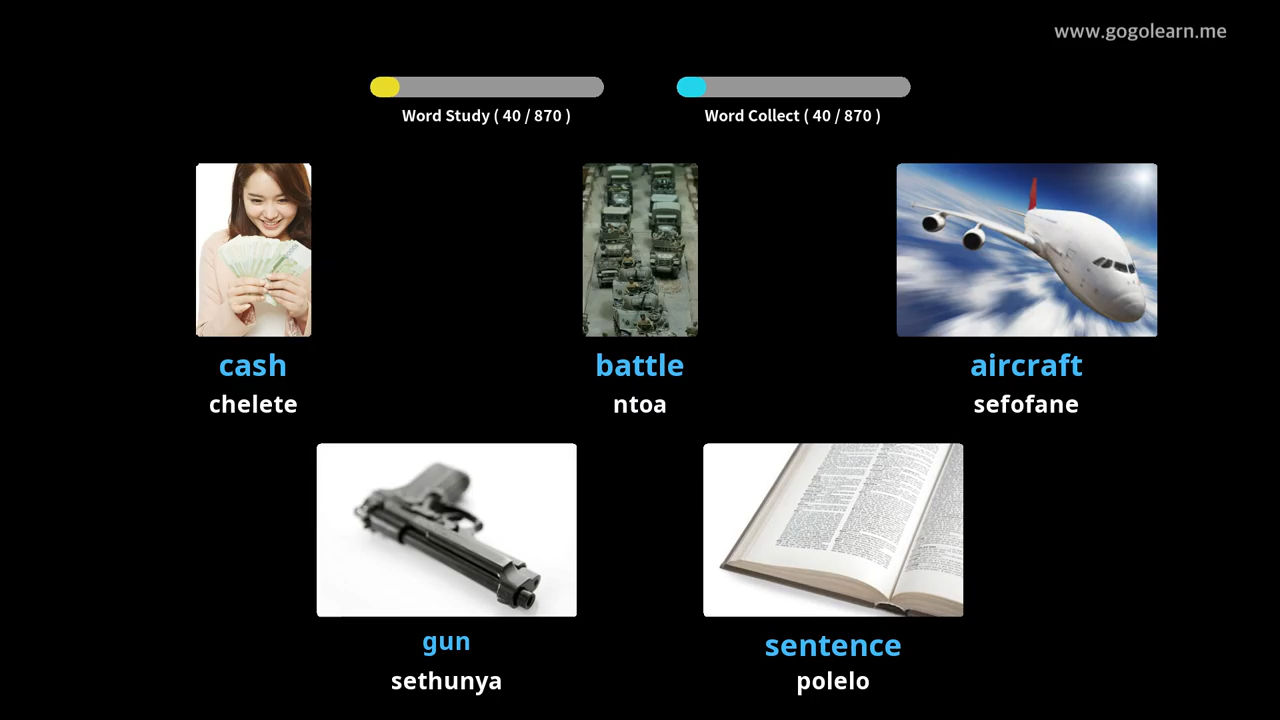 www.gogolearn.me
Word Study ( 40 / 870 )
Word Collect ( 40 / 870 )
cash
chelete
battle
ntoa
aircraft
sefofane
gun
sethunya
sentence
polelo